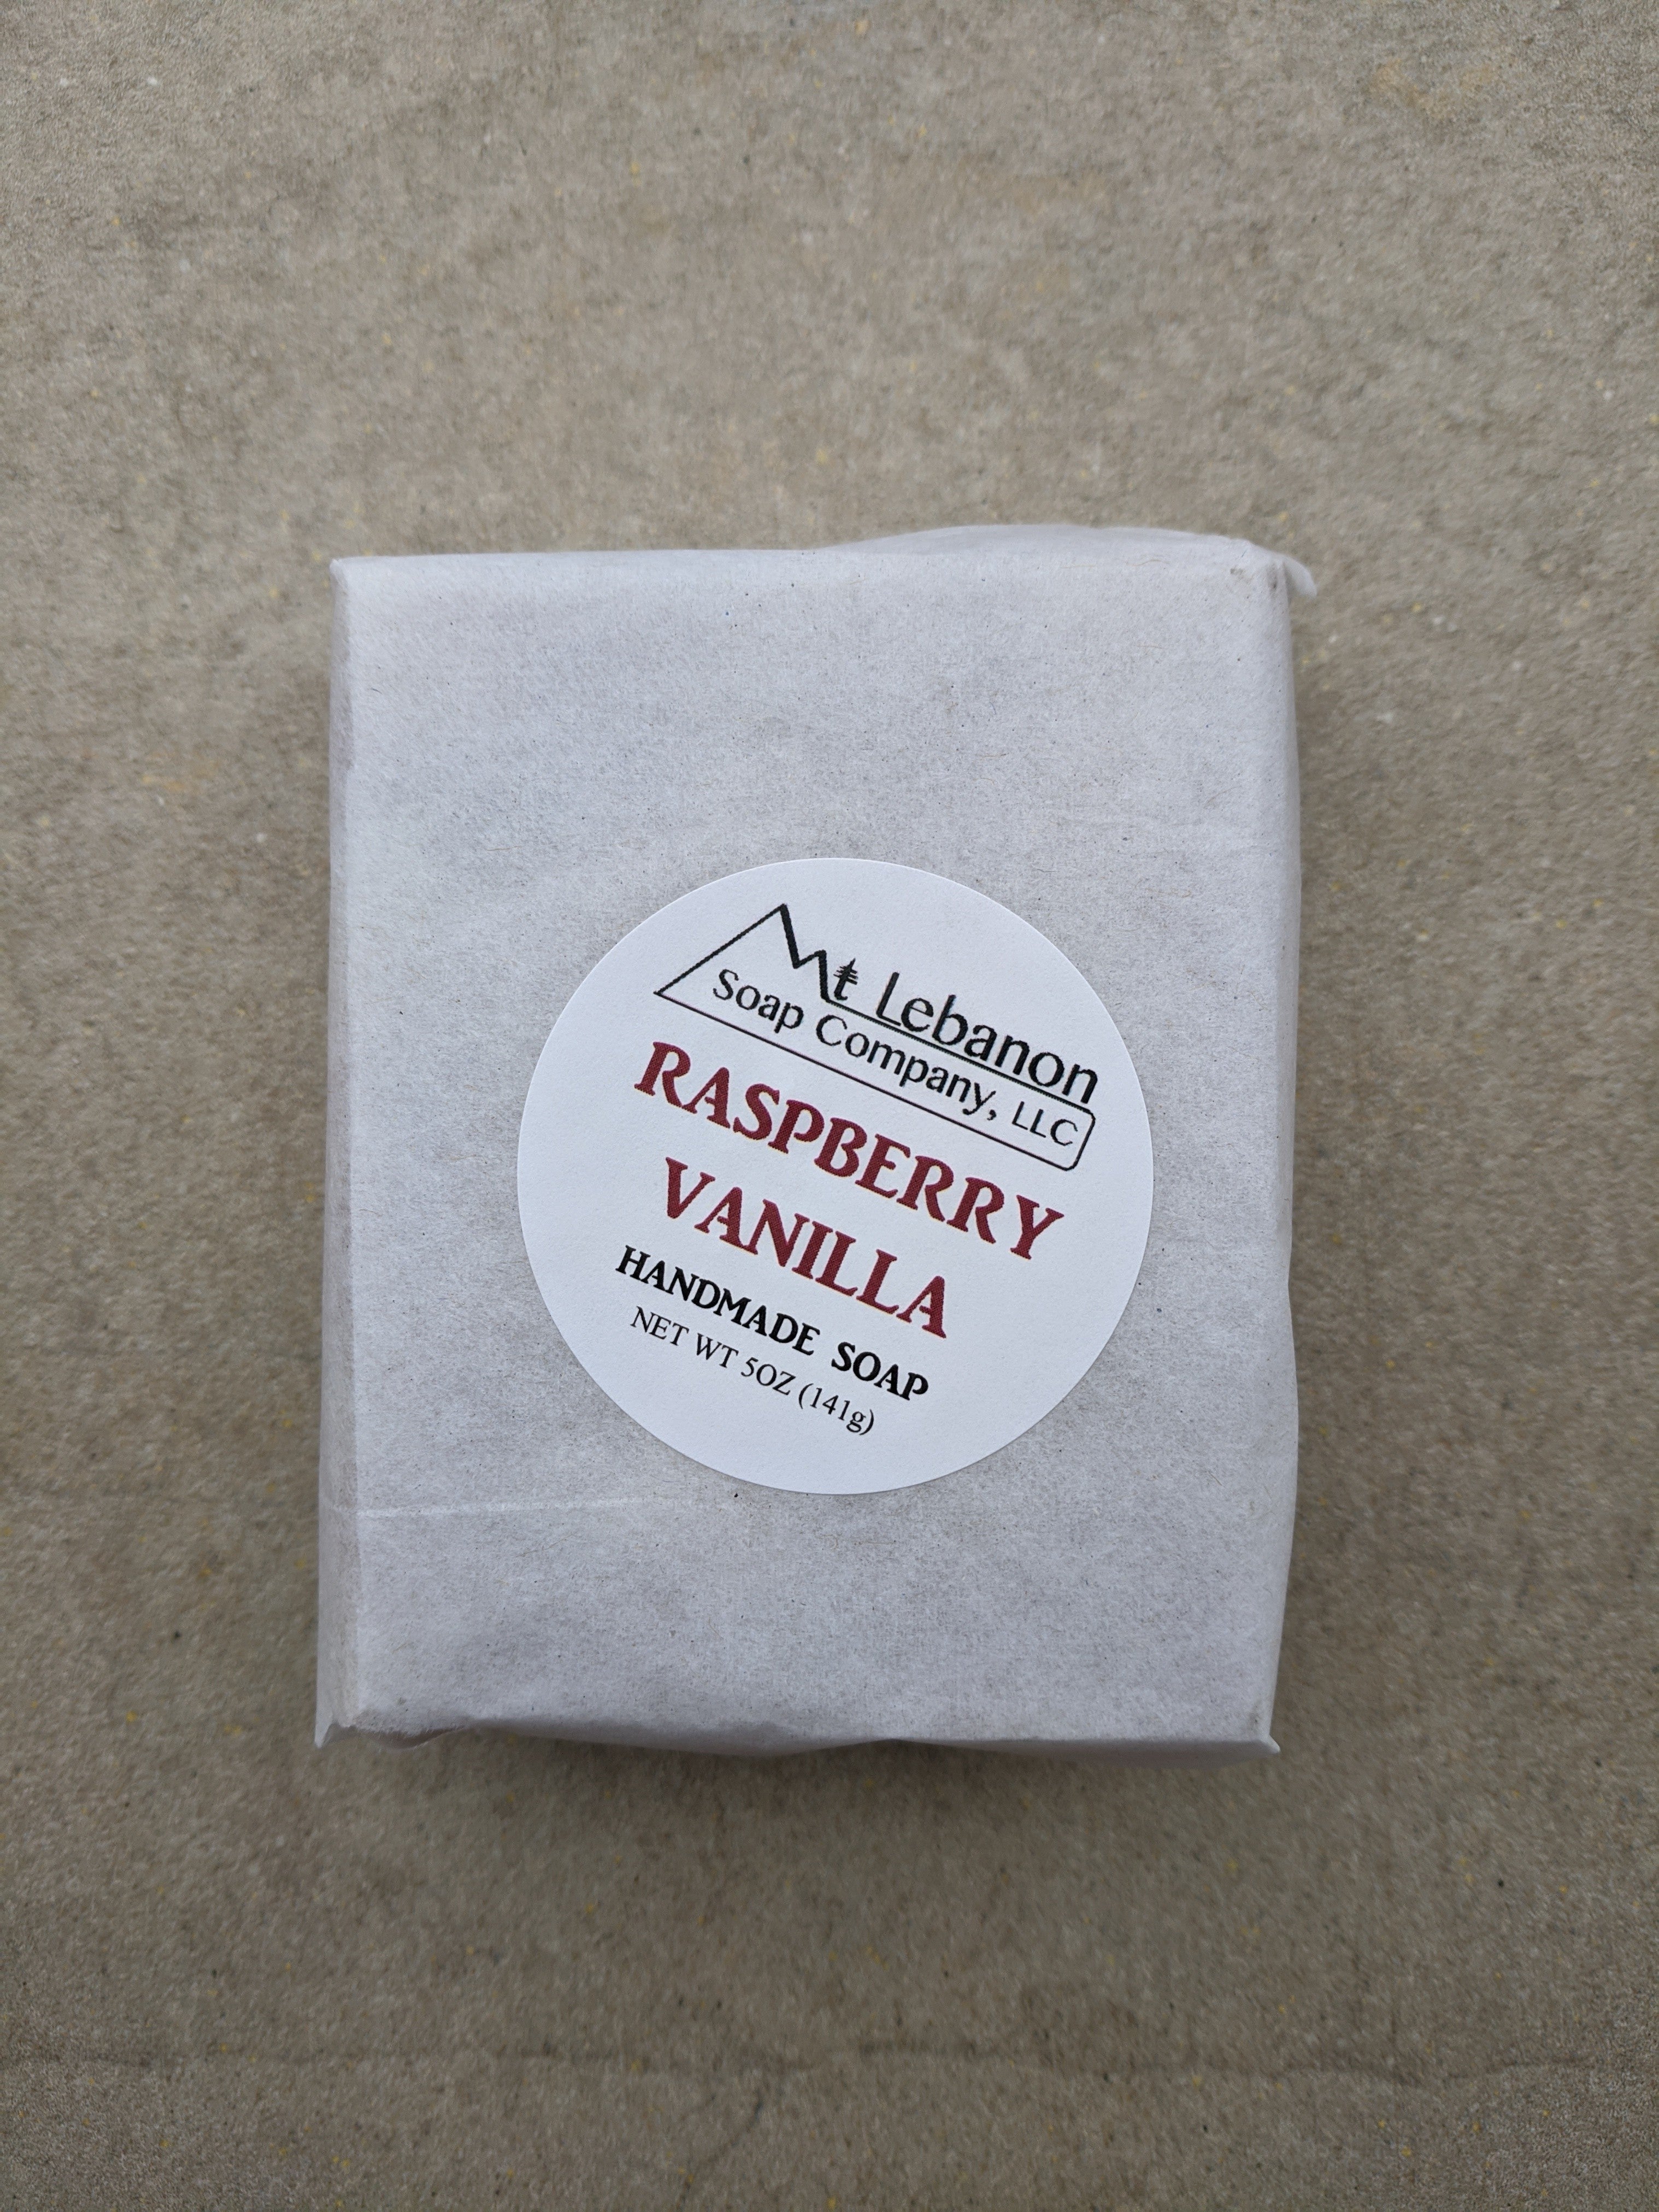 Mt Lebanon
Soap Company, LLC
RASPBERRY
VANILLA
HANDMADE SOAP
NET WT 5OZ (141g)